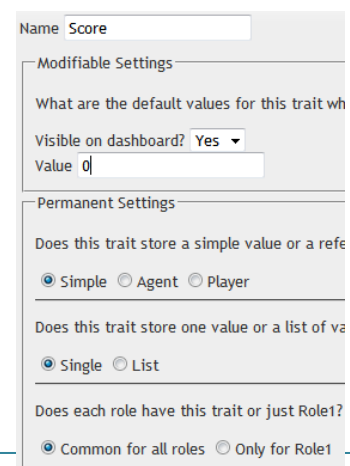 Name Score
Modifiable Settings
What are the default values for this trait wh
Visible on dashboard? Yes
Value 0
Permanent Settings
Does this trait store a simple value or a refe
Simple Agent Player
Does this trait store one value or a list of va
Single List
Does each role have this trait or just Role1?
Common for all roles Only for Role1